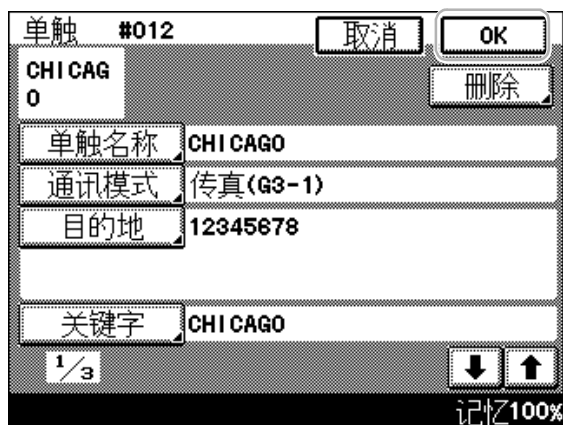 单触 #012 取消 OK
CHICAG
O
删除
单触名称 CHICAGO
通讯模式 传真(G3-1)
目的地 12345678
关键字 CHICAGO
1/3
记忆100%